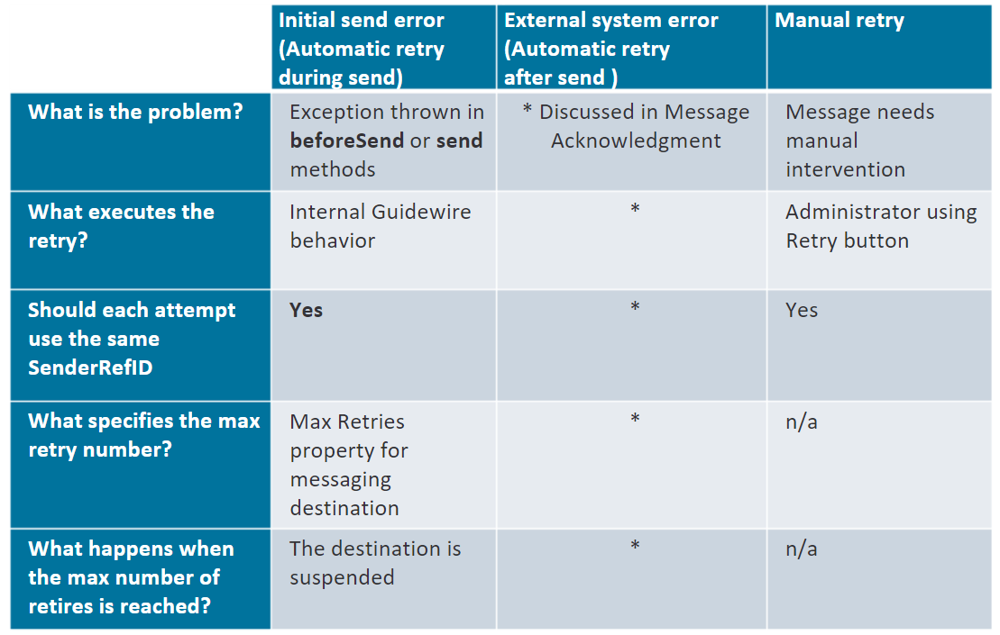 Initial send error
(Automatic retry
during send)
External system error
(Automatic retry
after send )
Manual retry
What is the problem?
Exception thrown in
beforeSend or send
methods
* Discussed in Message
Acknowledgment
Message needs
manual
intervention
What executes the
retry?
Internal Guidewire
behavior
*
Administrator using
Retry button
Should each attempt
use the same
SenderRefID
Yes
*
Yes
What specifies the max
retry number?
Max Retries
property for
messaging
destination
*
n/a
What happens when
the max number of
retires is reached?
The destination is
suspended
*
n/a